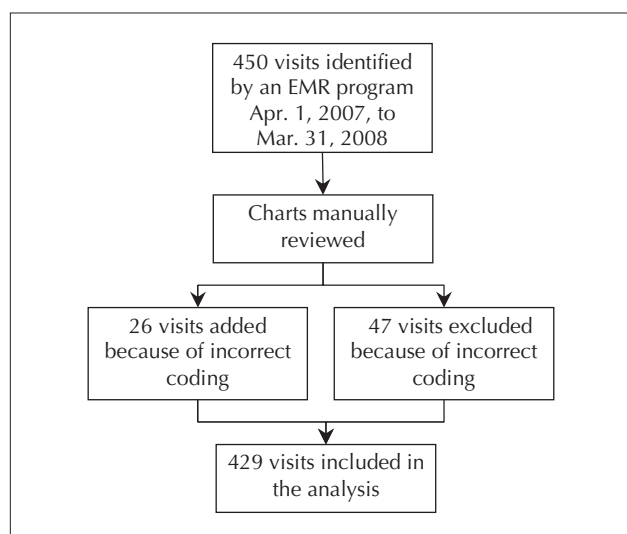 450 visits identified
by an EMR program
Apr. 1, 2007, to
Mar. 31, 2008
Charts manually
reviewed
26 visits added
because of incorrect
coding
47 visits excluded
because of incorrect
coding
429 visits included in
the analysis